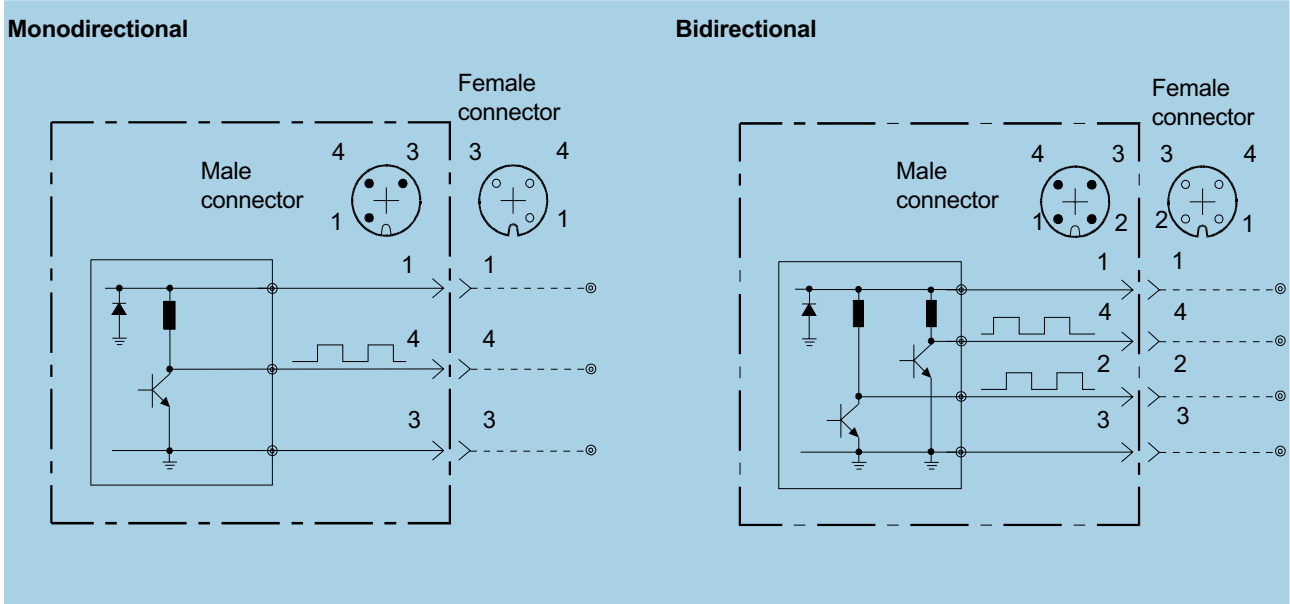 Monodirectional
Bidirectional
Female
connector
Male
connector
4 3
1
3 4
1
1 1
4 4
3 3
Female
connector
Male
connector
4 3
1 2
3 4
2 1
1 1
4 4
2 2
3 3